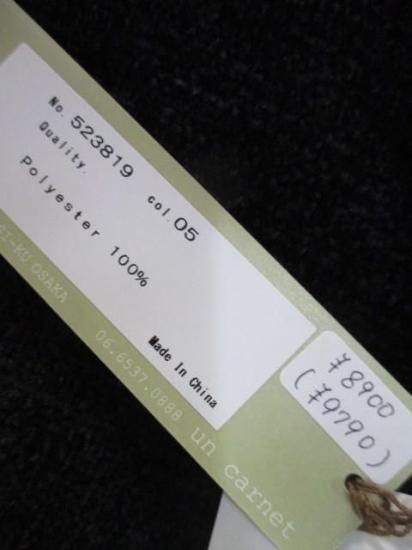 No. 523819 col. 05
Quality.
Polyester 100%
Made In China
SI-KU OSAKA
06.6537.0888
un carnet
¥8900
(¥9790)